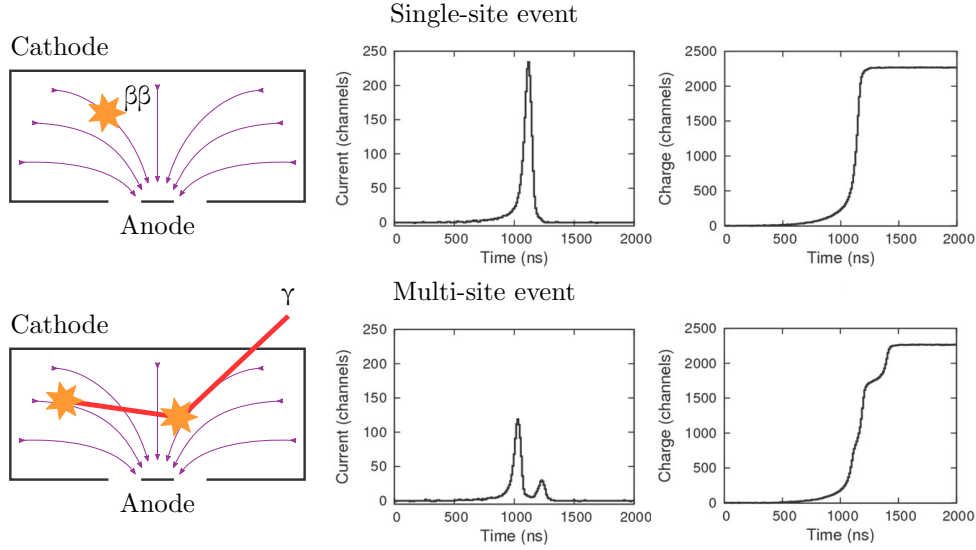 Single-site event
Cathode
ββ
Anode
250
200
150
100
50
0
Current (channels)
0 500 1000 1500 2000
Time (ns)
2500
2000
1500
1000
500
0
Charge (channels)
0 500 1000 1500 2000
Time (ns)
Multi-site event
γ
Cathode
Anode
250
200
150
100
50
0
Current (channels)
0 500 1000 1500 2000
Time (ns)
2500
2000
1500
1000
500
0
Charge (channels)
0 500 1000 1500 2000
Time (ns)